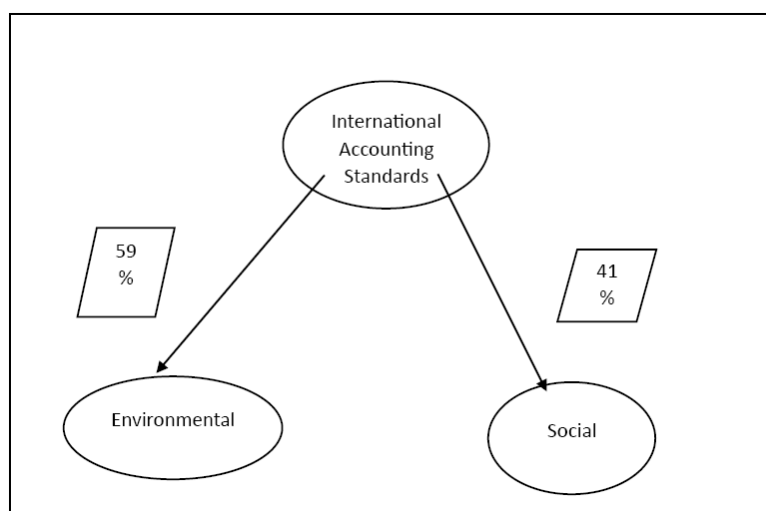 International
Accounting
Standards
59
%
41
%
Environmental
Social